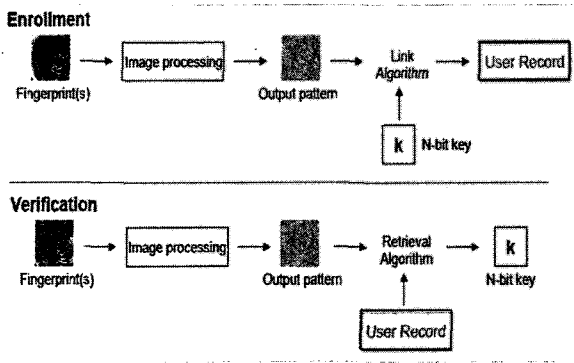 Enrollment
Image processing
Link
Algorithm
User Record
Fingerprint(s)
Output pattern
k
N-bit key
Verification
Image processing
Retrieval
Algorithm
k
Fingerprint(s)
Output pattern
N-bit key
User Record